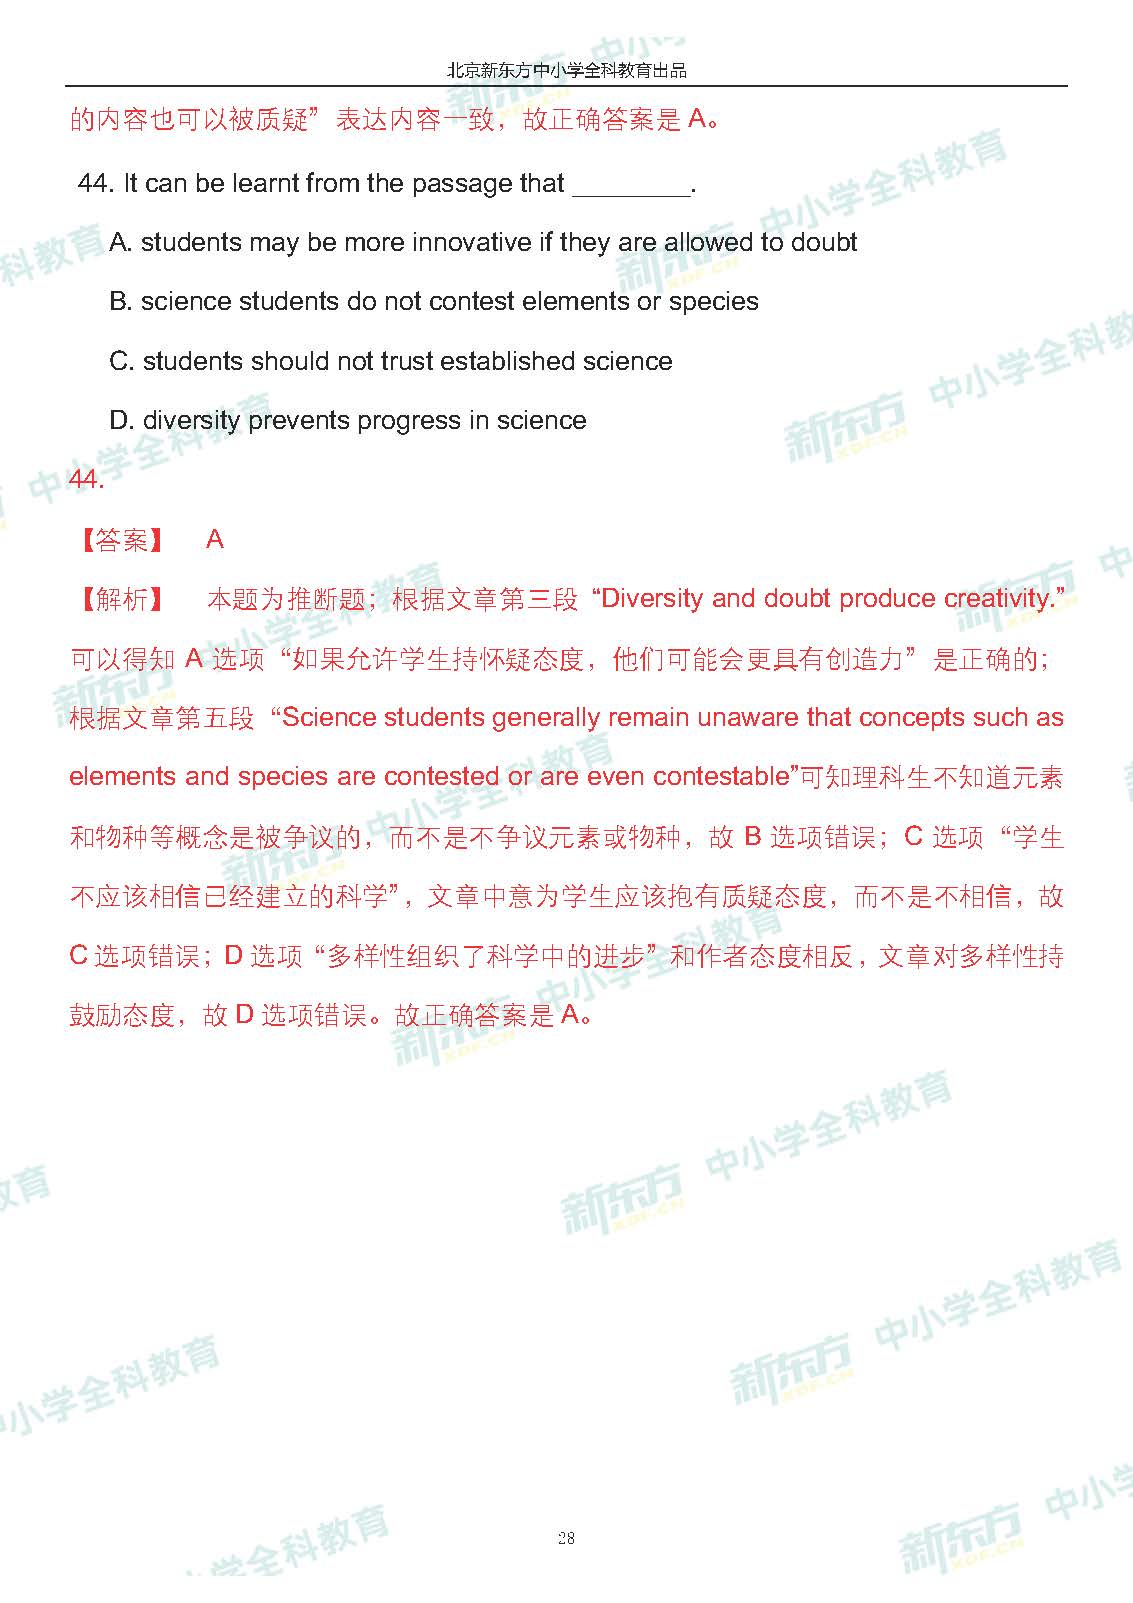 北京新东方中小学全科教育出品
的内容也可以被质疑”表达内容一致，故正确答案是 A。
44. It can be learnt from the passage that ________.
A. students may be more innovative if they are allowed to doubt
B. science students do not contest elements or species
C. students should not trust established science
D. diversity prevents progress in science
44.
【答案】 A
【解析】 本题为推断题；根据文章第三段 “Diversity and doubt produce creativity.”
可以得知 A 选项“如果允许学生持怀疑态度，他们可能会更具有创造力”是正确的；
根据文章第五段“Science students generally remain unaware that concepts such as
elements and species are contested or are even contestable”可知理科生不知道元素
和物种等概念是被争议的，而不是不争议元素或物种，故 B 选项错误；C 选项“学生
不应该相信已经建立的科学”，文章中意为学生应该抱有质疑态度，而不是不相信，故
C 选项错误；D 选项“多样性组织了科学中的进步”和作者态度相反，文章对多样性持
鼓励态度，故 D 选项错误。故正确答案是 A。
28